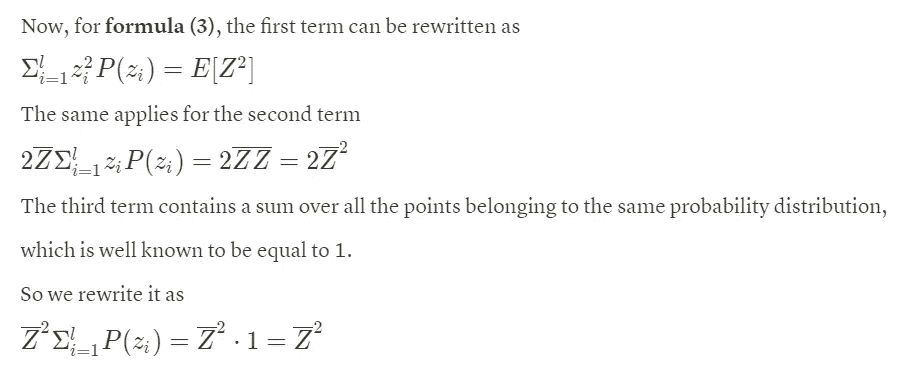 Now, for formula (3), the first term can be rewritten as
Σ_{i=1}^{l} z_i^2 P(z_i) = E[Z^2]
The same applies for the second term
2Z̅Σ_{i=1}^{l} z_i P(z_i) = 2Z̅Z̅ = 2Z̅^2
The third term contains a sum over all the points belonging to the same probability distribution,
which is well known to be equal to 1.
So we rewrite it as
Z̅^2 Σ_{i=1}^{l} P(z_i) = Z̅^2 · 1 = Z̅^2